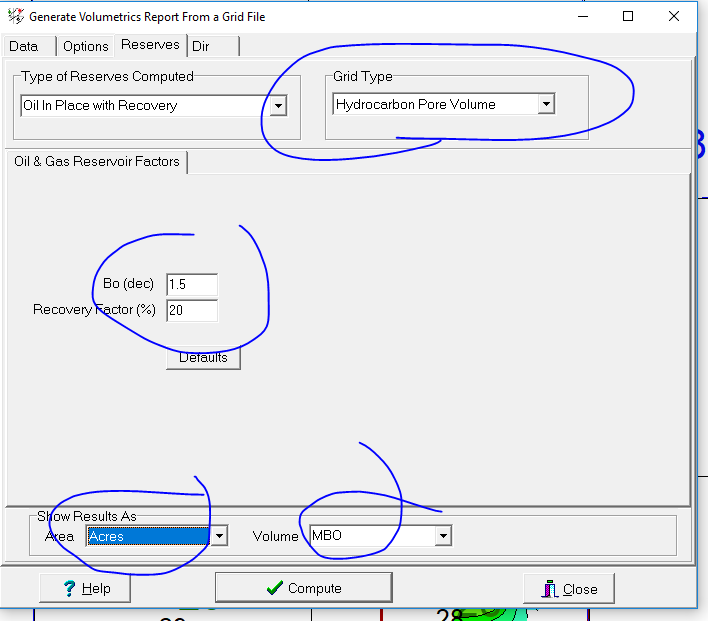 Generate Volumetrics Report From a Grid File
Data Options Reserves Dir
Type of Reserves Computed Grid Type
Oil In Place with Recovery Hydrocarbon Pore Volume
Oil & Gas Reservoir Factors
Bo (dec) 1.5
Recovery Factor (%) 20
Defaults
Show Results As
Area Acres Volume MBO
? Help Compute Close
28